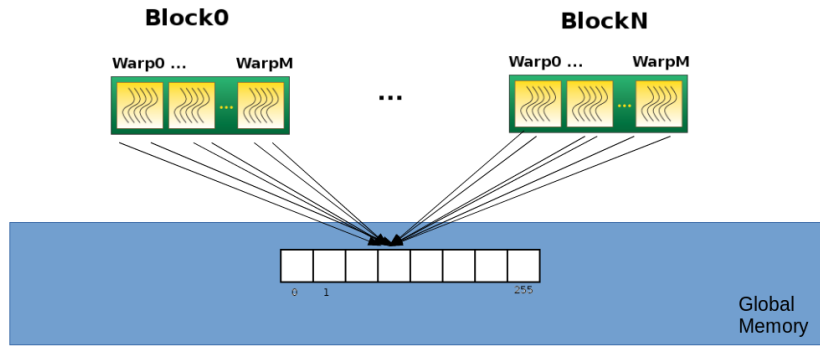 Block0
BlockN
Warp0 ...
WarpM
Warp0 ...
WarpM
...
...
...
0
1
255
Global
Memory